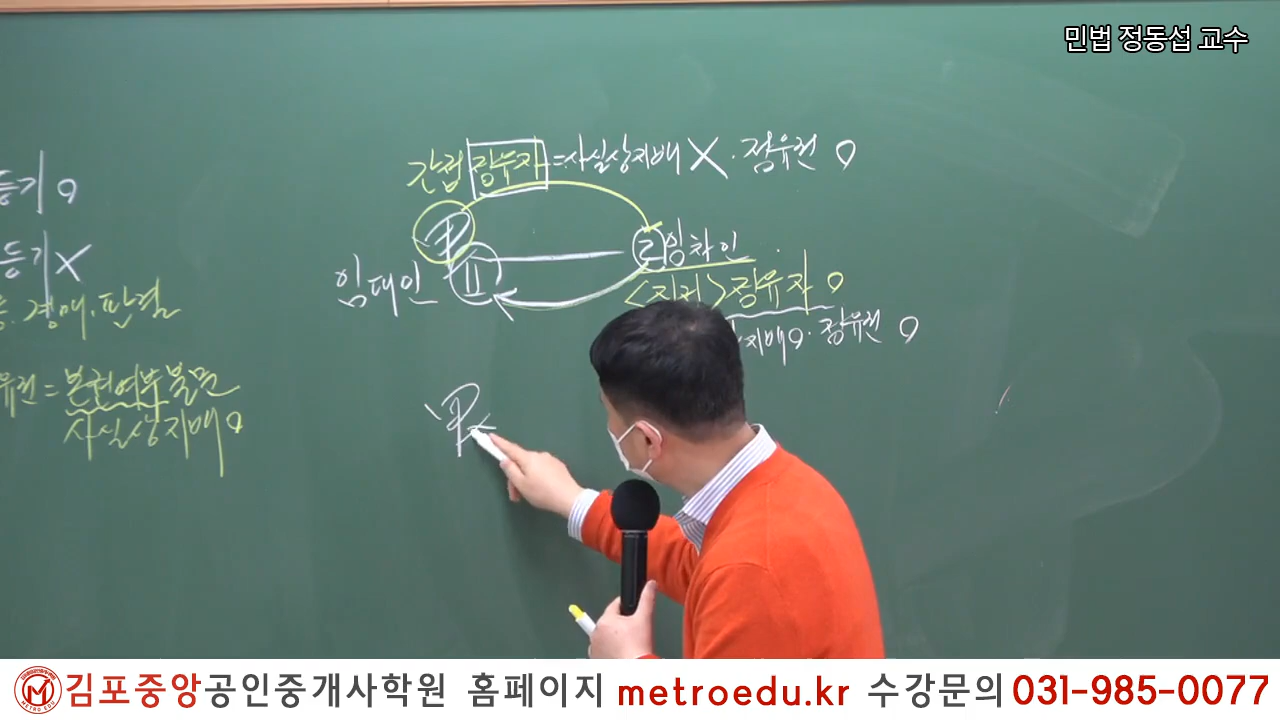 민법 정동섭 교수
간접 점유자 = 사실상지배 X · 점유권 O
등기 O
등기 X
임차인
임대인
<직접> 점유자 O
경매. 판결
지배 O · 점유권 O
유권 = 본권여부 불문
사실상지배 O
METRO EDU
김포중앙공인중개사학원 홈페이지 metroedu.kr 수강문의 031-985-0077